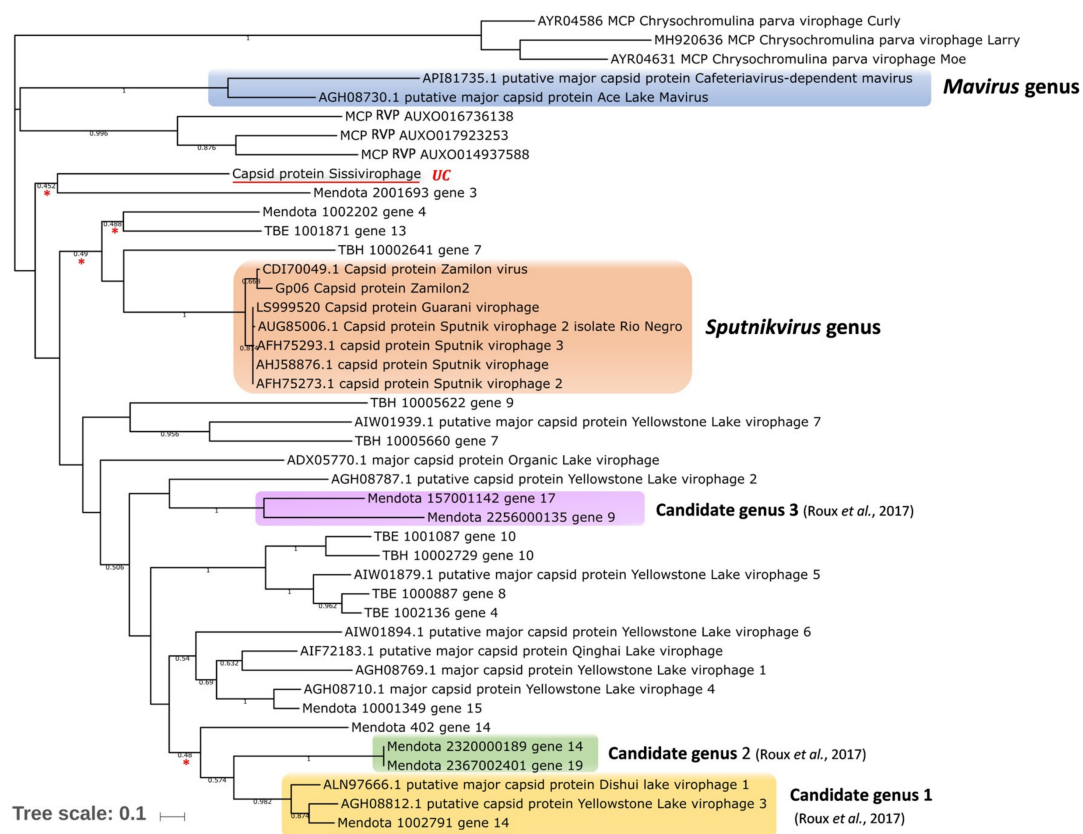 AYR04586 MCP Chrysochromulina parva virophage Curly
1
MH920636 MCP Chrysochromulina parva virophage Larry
AYR04631 MCP Chrysochromulina parva virophage Moe
API81735.1 putative major capsid protein Cafeteriavirus-dependent mavirus
1
Mavirus genus
AGH08730.1 putative major capsid protein Ace Lake Mavirus
MCP RVP AUXO016736138
0.996
MCP RVP AUXO017923253
0.876
MCP RVP AUXO014937588
Capsid protein Sissivirophage UC
0.452
*
Mendota 2001693 gene 3
Mendota 1002202 gene 4
0.488
*
TBE 1001871 gene 13
0.49
*
TBH 10002641 gene 7
CDI70049.1 Capsid protein Zamilon virus
0.668
Gp06 Capsid protein Zamilon2
LS999520 Capsid protein Guarani virophage
1
AUG85006.1 Capsid protein Sputnik virophage 2 isolate Rio Negro
Sputnikvirus genus
AFH75293.1 capsid protein Sputnik virophage 3
AHJ58876.1 capsid protein Sputnik virophage
AFH75273.1 capsid protein Sputnik virophage 2
TBH 10005622 gene 9
AIW01939.1 putative major capsid protein Yellowstone Lake virophage 7
0.956
TBH 10005660 gene 7
ADX05770.1 major capsid protein Organic Lake virophage
AGH08787.1 putative capsid protein Yellowstone Lake virophage 2
Mendota 157001142 gene 17
1
Candidate genus 3 (Roux et al., 2017)
Mendota 2256000135 gene 9
TBE 1001087 gene 10
1
TBH 10002729 gene 10
0.506
1
AIW01879.1 putative major capsid protein Yellowstone Lake virophage 5
1
TBE 1000887 gene 8
0.962
TBE 1002136 gene 4
AIW01894.1 putative major capsid protein Yellowstone Lake virophage 6
0.54
AIF72183.1 putative major capsid protein Qinghai Lake virophage
0.632
AGH08769.1 major capsid protein Yellowstone Lake virophage 1
0.69
AGH08710.1 major capsid protein Yellowstone Lake virophage 4
1
Mendota 10001349 gene 15
Mendota 402 gene 14
0.48
*
Mendota 2320000189 gene 14
1
Candidate genus 2 (Roux et al., 2017)
Mendota 2367002401 gene 19
0.574
ALN97666.1 putative major capsid protein Dishui lake virophage 1
0.982
Candidate genus 1
AGH08812.1 putative capsid protein Yellowstone Lake virophage 3
0.874
(Roux et al., 2017)
Mendota 1002791 gene 14
Tree scale: 0.1